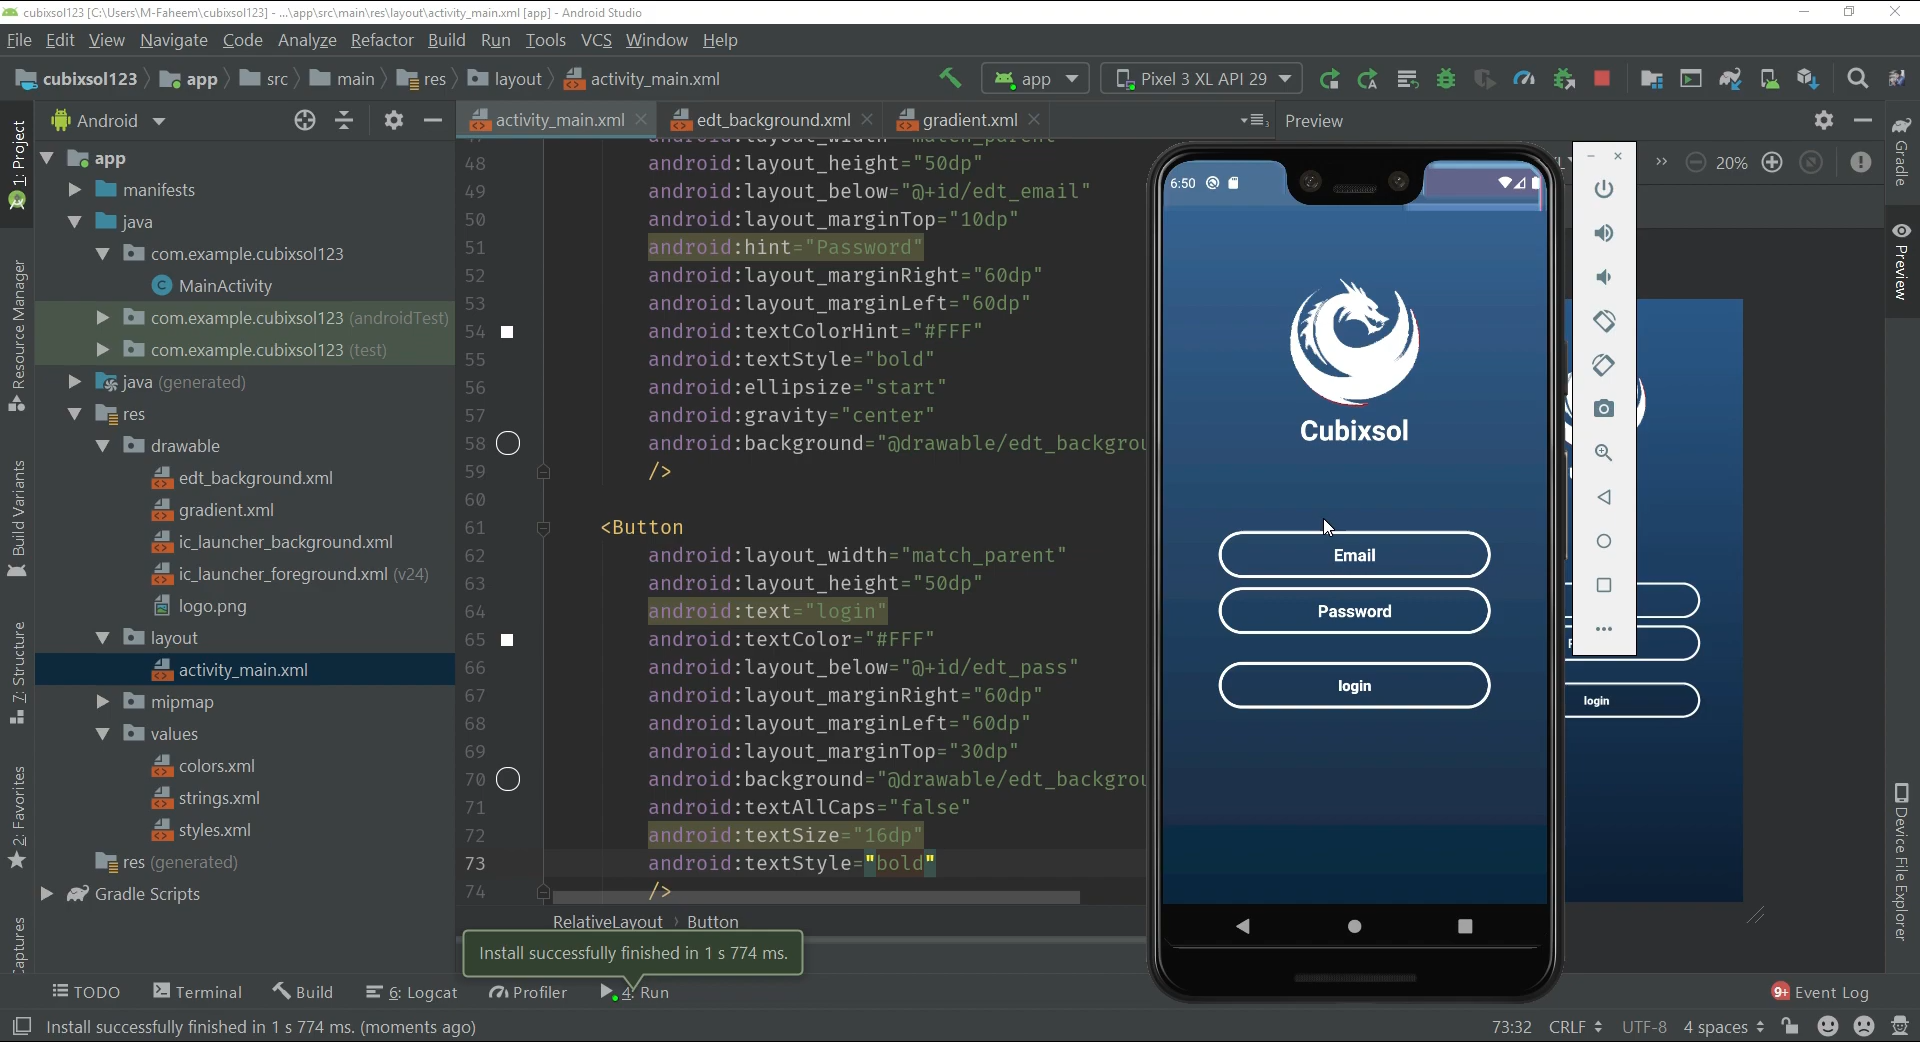 cubixsol123 [C:\Users\M-Faheem\cubixsol123] - ...\app\src\main\res\layout\activity_main.xml [app] - Android Studio
File Edit View Navigate Code Analyze Refactor Build Run Tools VCS Window Help
cubixsol123 app src main res layout activity_main.xml
app Pixel 3 XL API 29
Android
activity_main.xml edt_background.xml gradient.xml
Preview
20%
1: Project
Resource Manager
Build Variants
7: Structure
2: Favorites
app
manifests
java
com.example.cubixsol123
MainActivity
com.example.cubixsol123 (androidTest)
com.example.cubixsol123 (test)
java (generated)
res
drawable
edt_background.xml
gradient.xml
ic_launcher_background.xml
ic_launcher_foreground.xml (v24)
logo.png
layout
activity_main.xml
mipmap
values
colors.xml
strings.xml
styles.xml
res (generated)
Gradle Scripts
48 android:layout_height="50dp"
49 android:layout_below="@+id/edt_email"
50 android:layout_marginTop="10dp"
51 android:hint="Password"
52 android:layout_marginRight="60dp"
53 android:layout_marginLeft="60dp"
54 android:textColorHint="#FFF"
55 android:textStyle="bold"
56 android:ellipsize="start"
57 android:gravity="center"
58 android:background="@drawable/edt_backgrou
59 />
60
61 <Button
62 android:layout_width="match_parent"
63 android:layout_height="50dp"
64 android:text="login"
65 android:textColor="#FFF"
66 android:layout_below="@+id/edt_pass"
67 android:layout_marginRight="60dp"
68 android:layout_marginLeft="60dp"
69 android:layout_marginTop="30dp"
70 android:background="@drawable/edt_backgrou
71 android:textAllCaps="false"
72 android:textSize="16dp"
73 android:textStyle="bold"
74 />
RelativeLayout Button
Install successfully finished in 1 s 774 ms.
6:50
Cubixsol
Email
Password
login
login
Gradle
Preview
Device File Explorer
TODO Terminal Build 6: Logcat Profiler 4: Run
9+ Event Log
Install successfully finished in 1 s 774 ms. (moments ago)
73:32 CRLF UTF-8 4 spaces